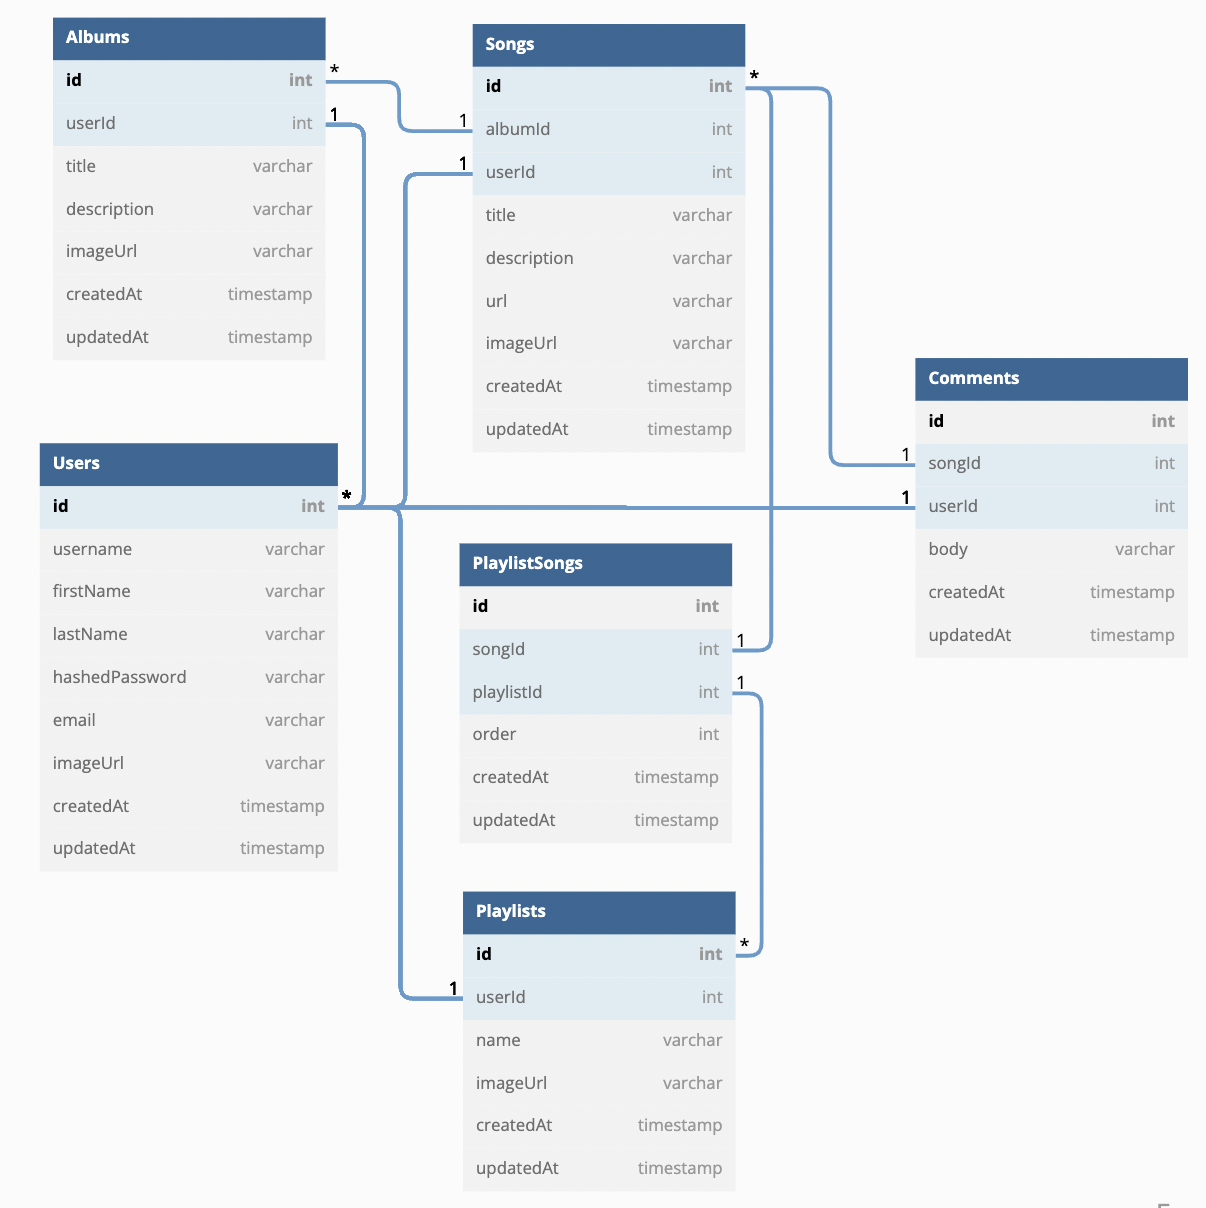 Albums
id int *
userId int 1
title varchar
description varchar
imageUrl varchar
createdAt timestamp
updatedAt timestamp
Songs
id int *
1 albumId int
1 userId int
title varchar
description varchar
url varchar
imageUrl varchar
createdAt timestamp
updatedAt timestamp
Comments
id int
1 songId int
1 userId int
body varchar
createdAt timestamp
updatedAt timestamp
Users
id int *
username varchar
firstName varchar
lastName varchar
hashedPassword varchar
email varchar
imageUrl varchar
createdAt timestamp
updatedAt timestamp
PlaylistSongs
id int
songId int 1
playlistId int 1
order int
createdAt timestamp
updatedAt timestamp
Playlists
id int *
1 userId int
name varchar
imageUrl varchar
createdAt timestamp
updatedAt timestamp